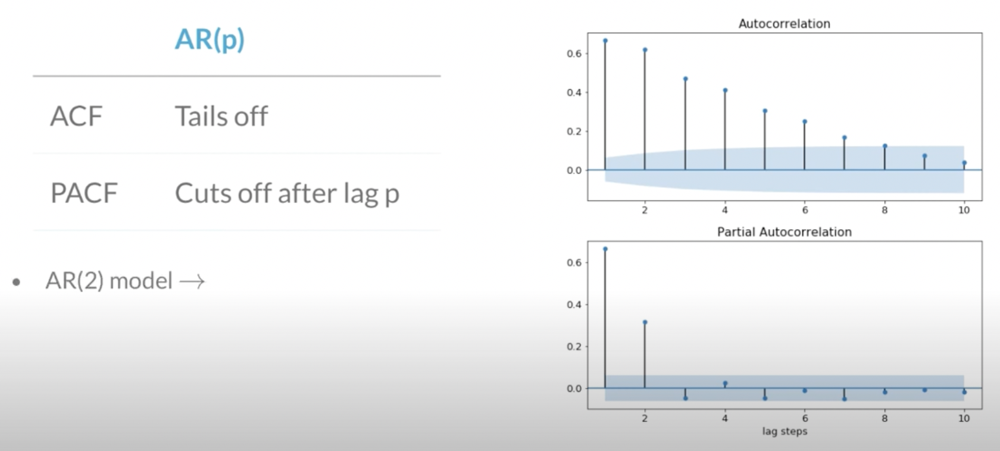 AR(p)
ACF Tails off
PACF Cuts off after lag p
• AR(2) model →
Autocorrelation
0.6
0.4
0.2
0.0
2 4 6 8 10
Partial Autocorrelation
0.6
0.4
0.2
0.0
2 4 6 8 10
lag steps